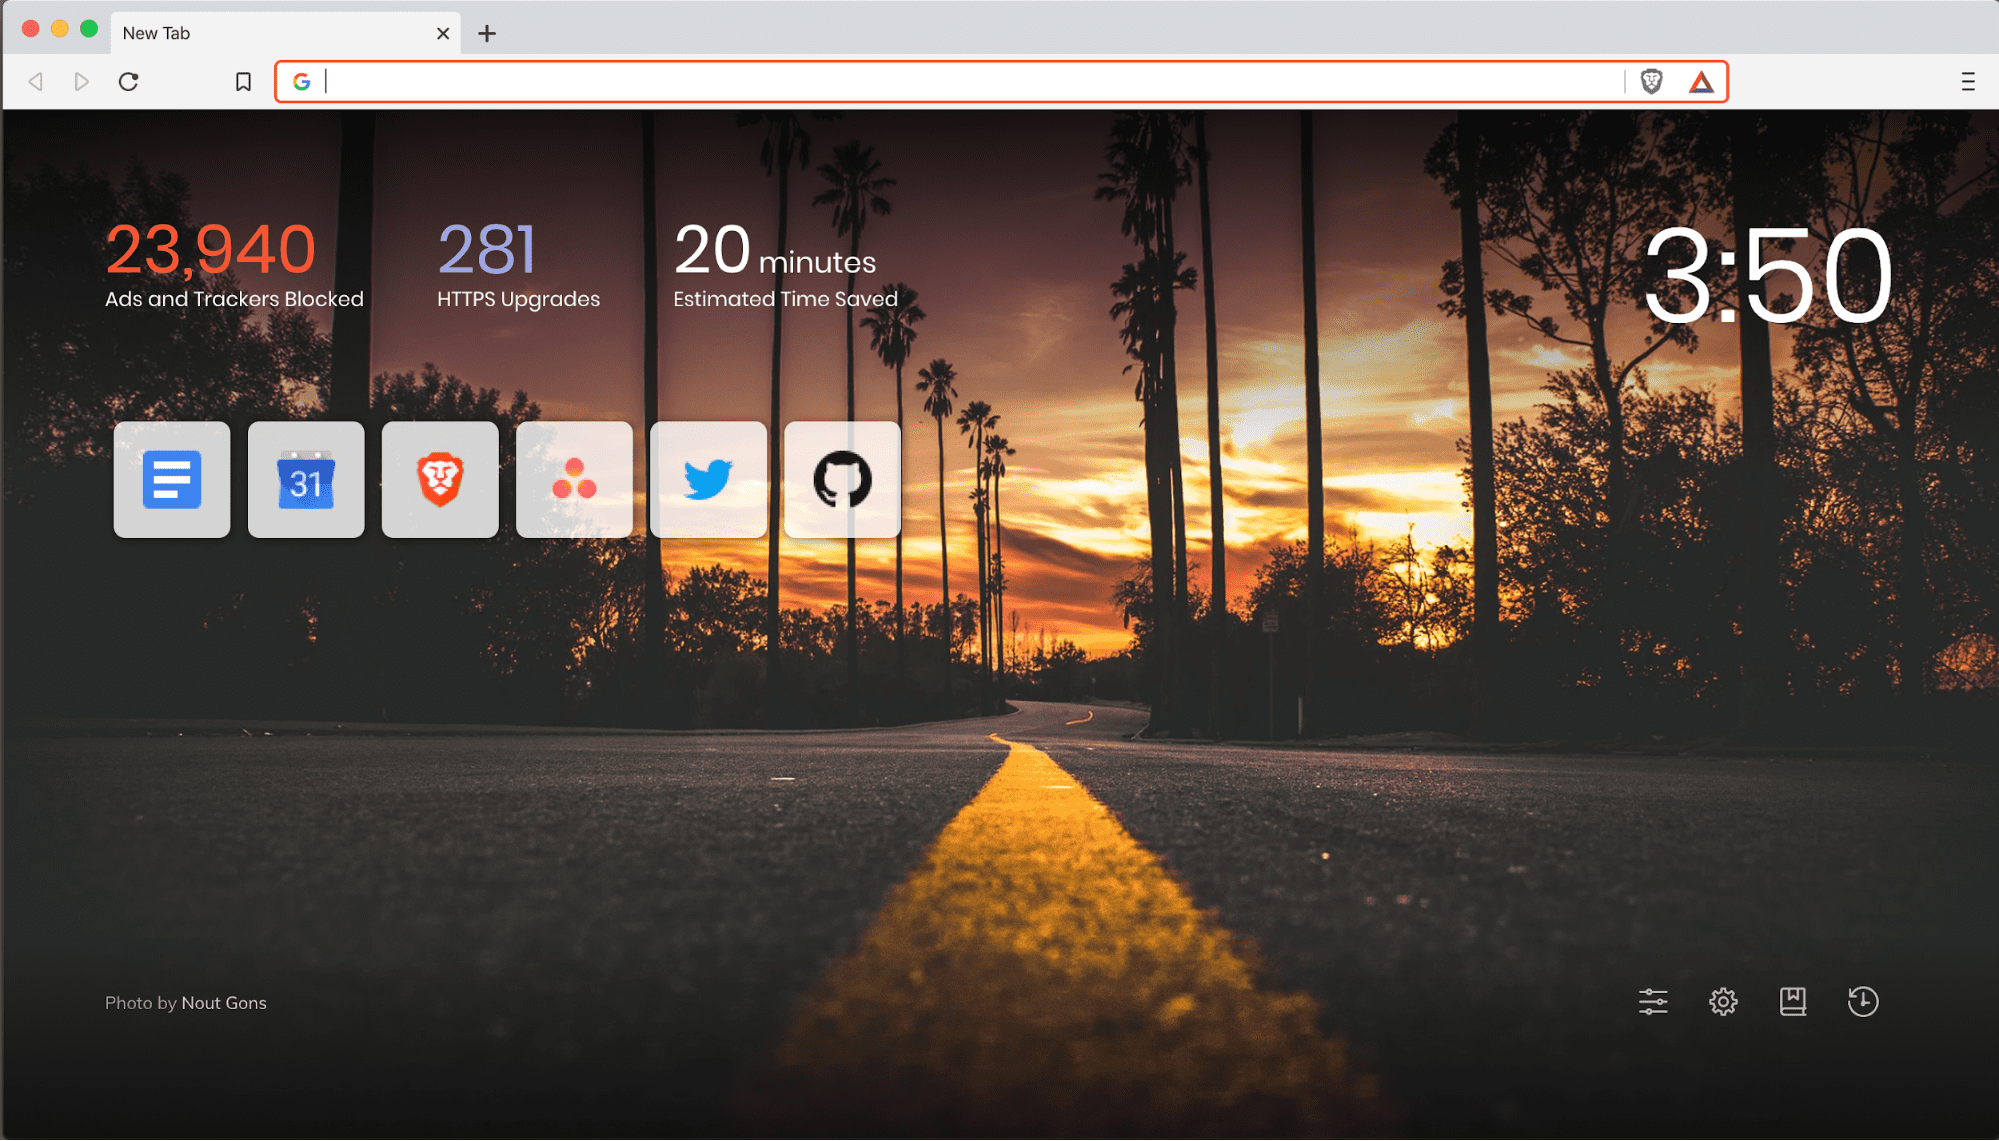 New Tab
23,940
Ads and Trackers Blocked
281
HTTPS Upgrades
20 minutes
Estimated Time Saved
3:50
31
Photo by Nout Gons